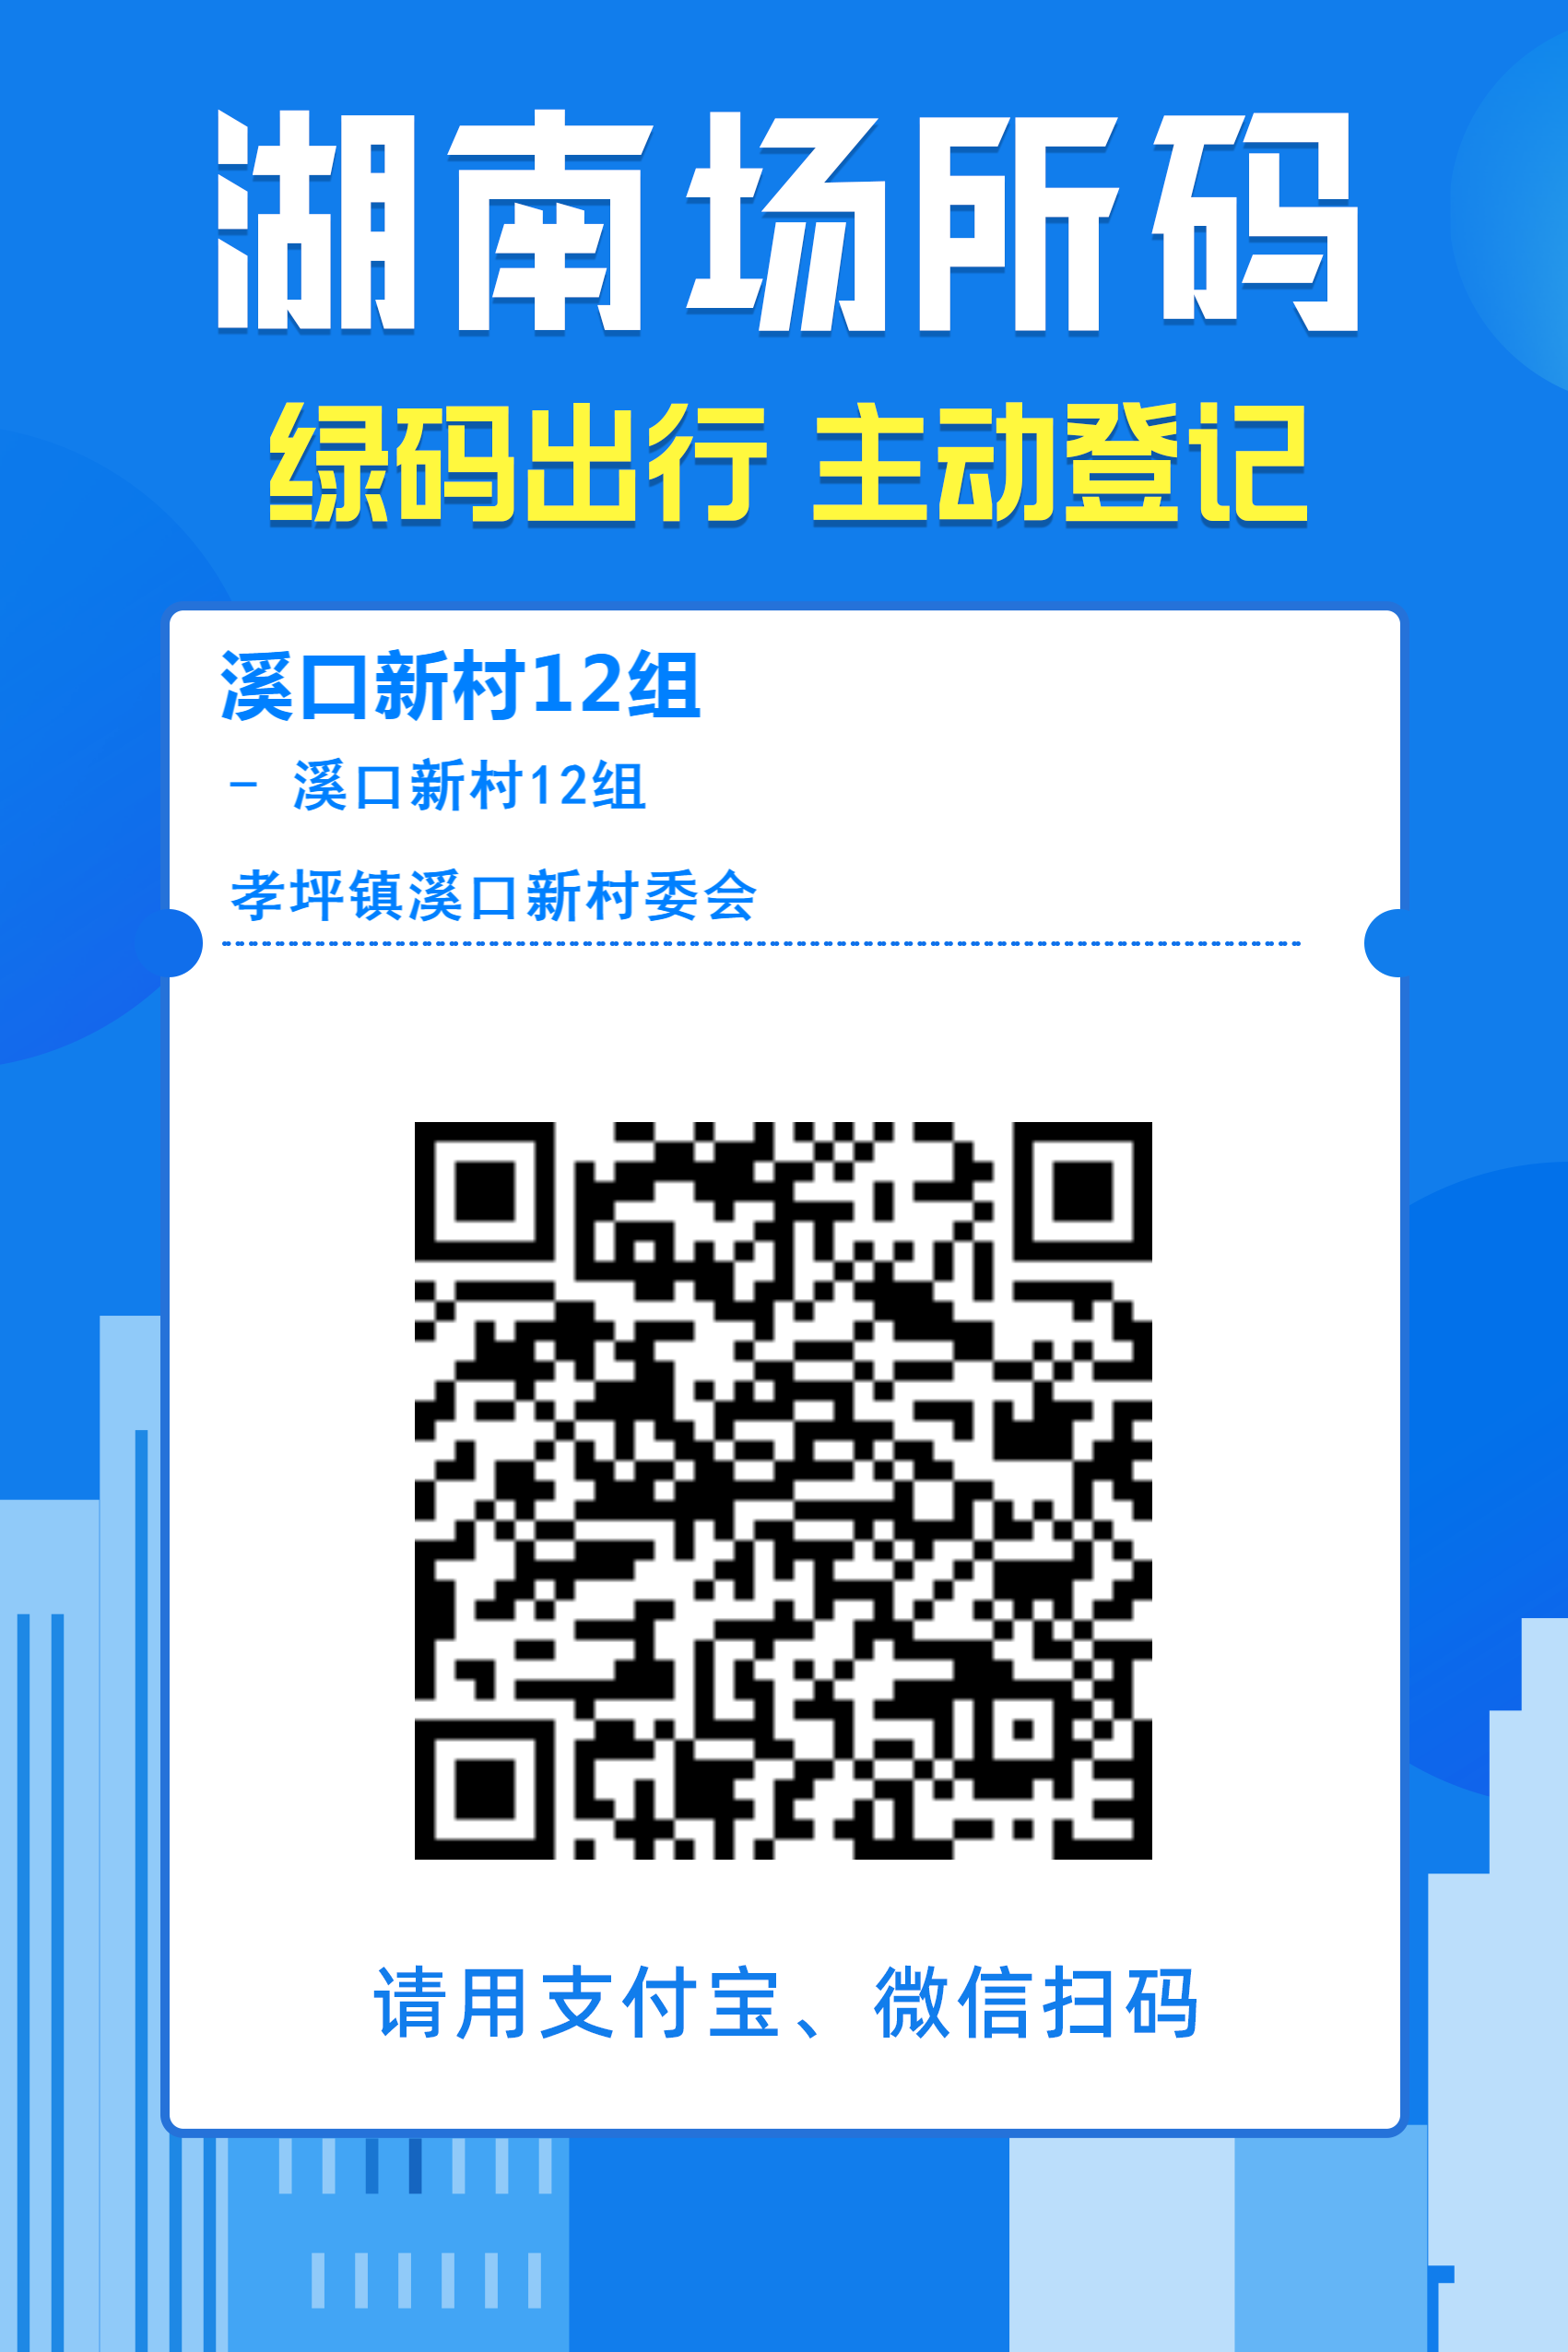 湖南场所码
绿码出行 主动登记
溪口新村12组
- 溪口新村12组
孝坪镇溪口新村委会
请用支付宝、微信扫码